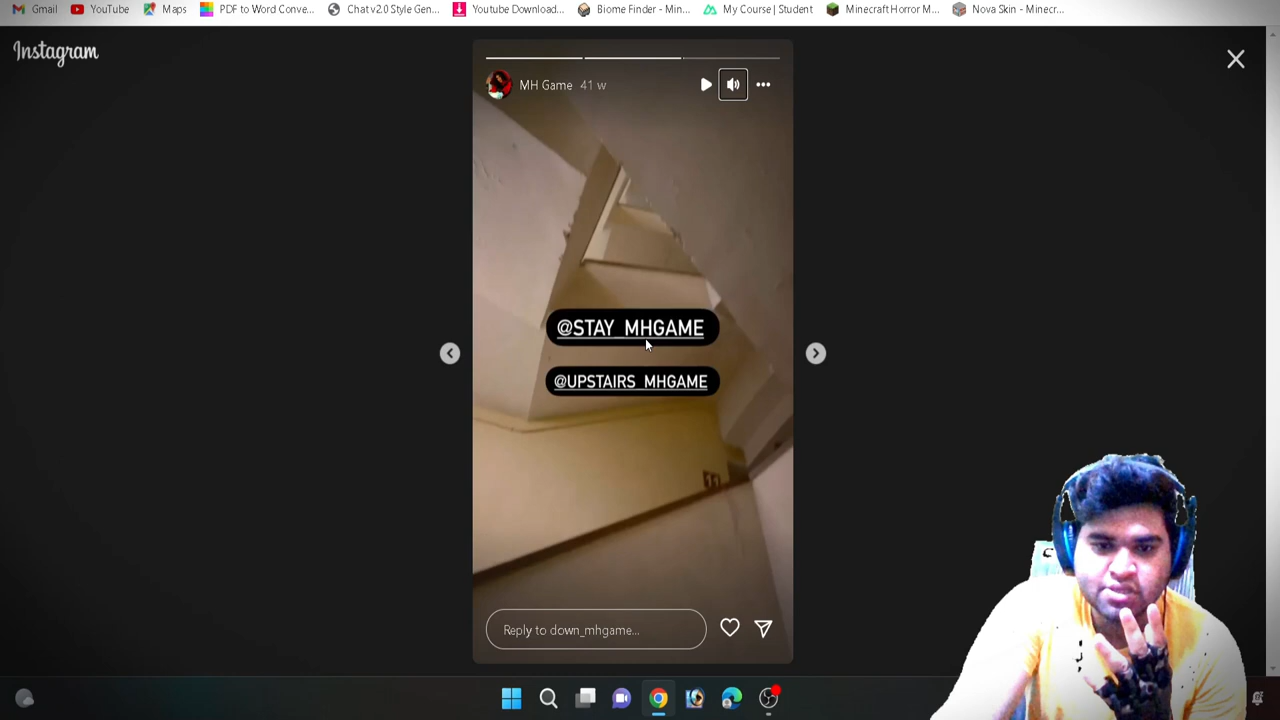 Gmail
YouTube
Maps
PDF to Word Conve...
Chat v2.0 Style Gen...
Youtube Download...
Biome Finder - Min...
My Course | Student
Minecraft Horror M...
Nova Skin - Minecr...
Instagram
MH Game 41 w
@STAY_MHGAME
@UPSTAIRS_MHGAME
11
Reply to down_mhgame...